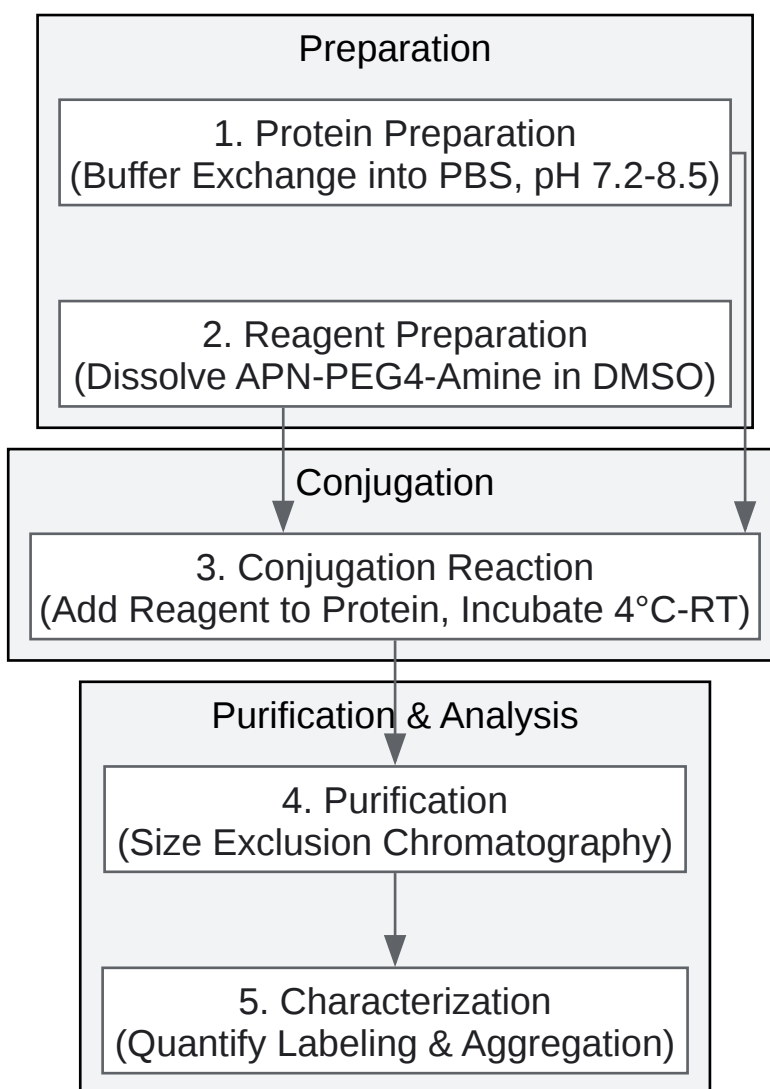 Preparation
1. Protein Preparation
(Buffer Exchange into PBS, pH 7.2-8.5)
2. Reagent Preparation
(Dissolve APN-PEG4-Amine in DMSO)
Conjugation
3. Conjugation Reaction
(Add Reagent to Protein, Incubate 4°C-RT)
Purification & Analysis
4. Purification
(Size Exclusion Chromatography)
5. Characterization
(Quantify Labeling & Aggregation)